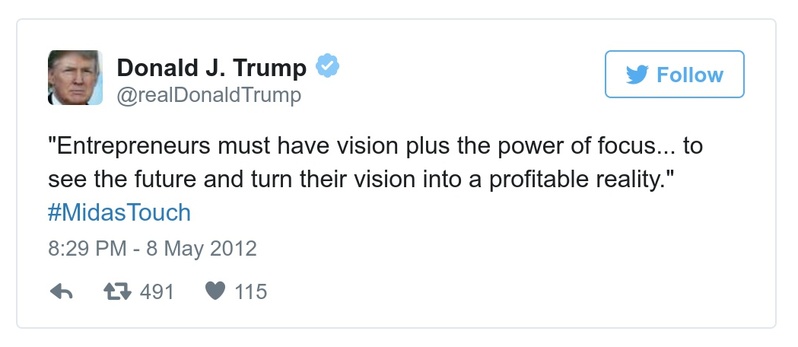 Donald J. Trump
@realDonaldTrump
Follow
"Entrepreneurs must have vision plus the power of focus... to
see the future and turn their vision into a profitable reality."
#MidasTouch
8:29 PM - 8 May 2012
491 115